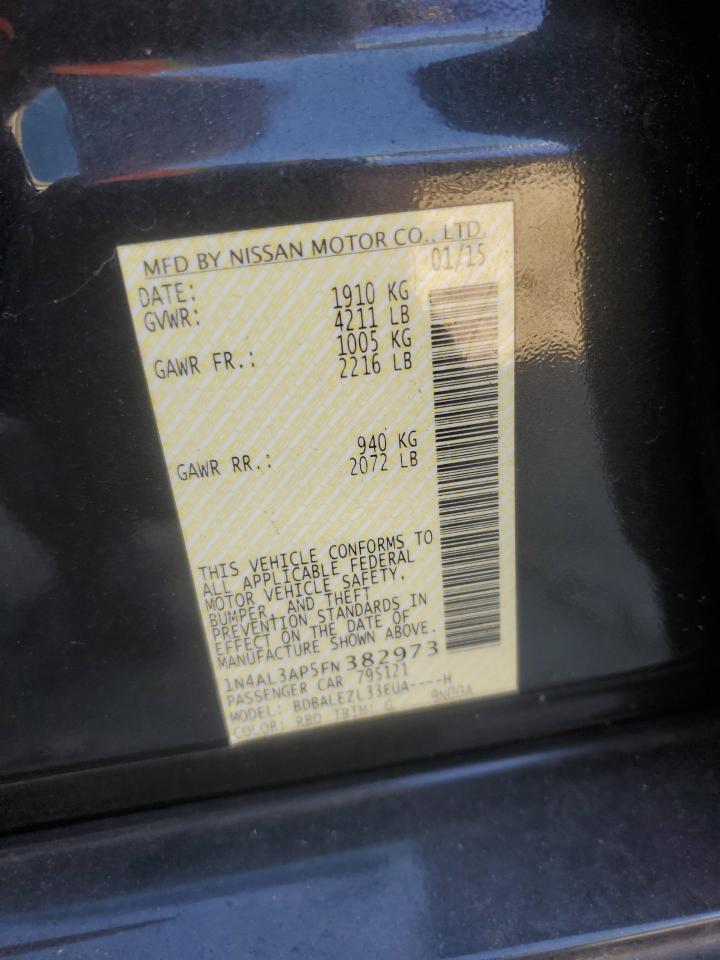 MFD BY NISSAN MOTOR CO., LTD.
DATE: 01/15
GVWR: 1910 KG
4211 LB
GAWR FR.: 1005 KG
2216 LB
GAWR RR.: 940 KG
2072 LB
THIS VEHICLE CONFORMS TO
ALL APPLICABLE FEDERAL
MOTOR VEHICLE SAFETY,
BUMPER, AND THEFT
PREVENTION STANDARDS IN
EFFECT ON THE DATE OF
MANUFACTURE SHOWN ABOVE.
1N4AL3AP5FN382973
PASSENGER CAR 795121
MODEL: BDBALEZL33EUA----H
COLOR: RBD TRIM: G 9N00A